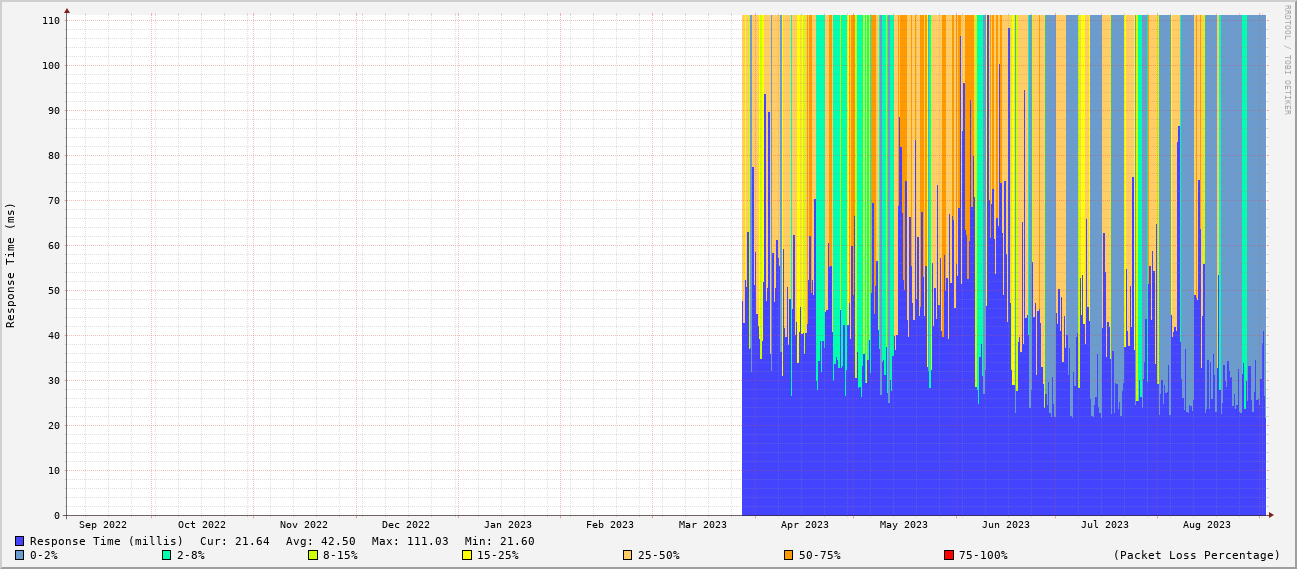 RRDTOOL / TOBI OETIKER
Response Time (ms)
110
100
90
80
70
60
50
40
30
20
10
0
Sep 2022 Oct 2022 Nov 2022 Dec 2022 Jan 2023 Feb 2023 Mar 2023 Apr 2023 May 2023 Jun 2023 Jul 2023 Aug 2023
Response Time (millis) Cur: 21.64 Avg: 42.50 Max: 111.03 Min: 21.60
0-2% 2-8% 8-15% 15-25% 25-50% 50-75% 75-100% (Packet Loss Percentage)